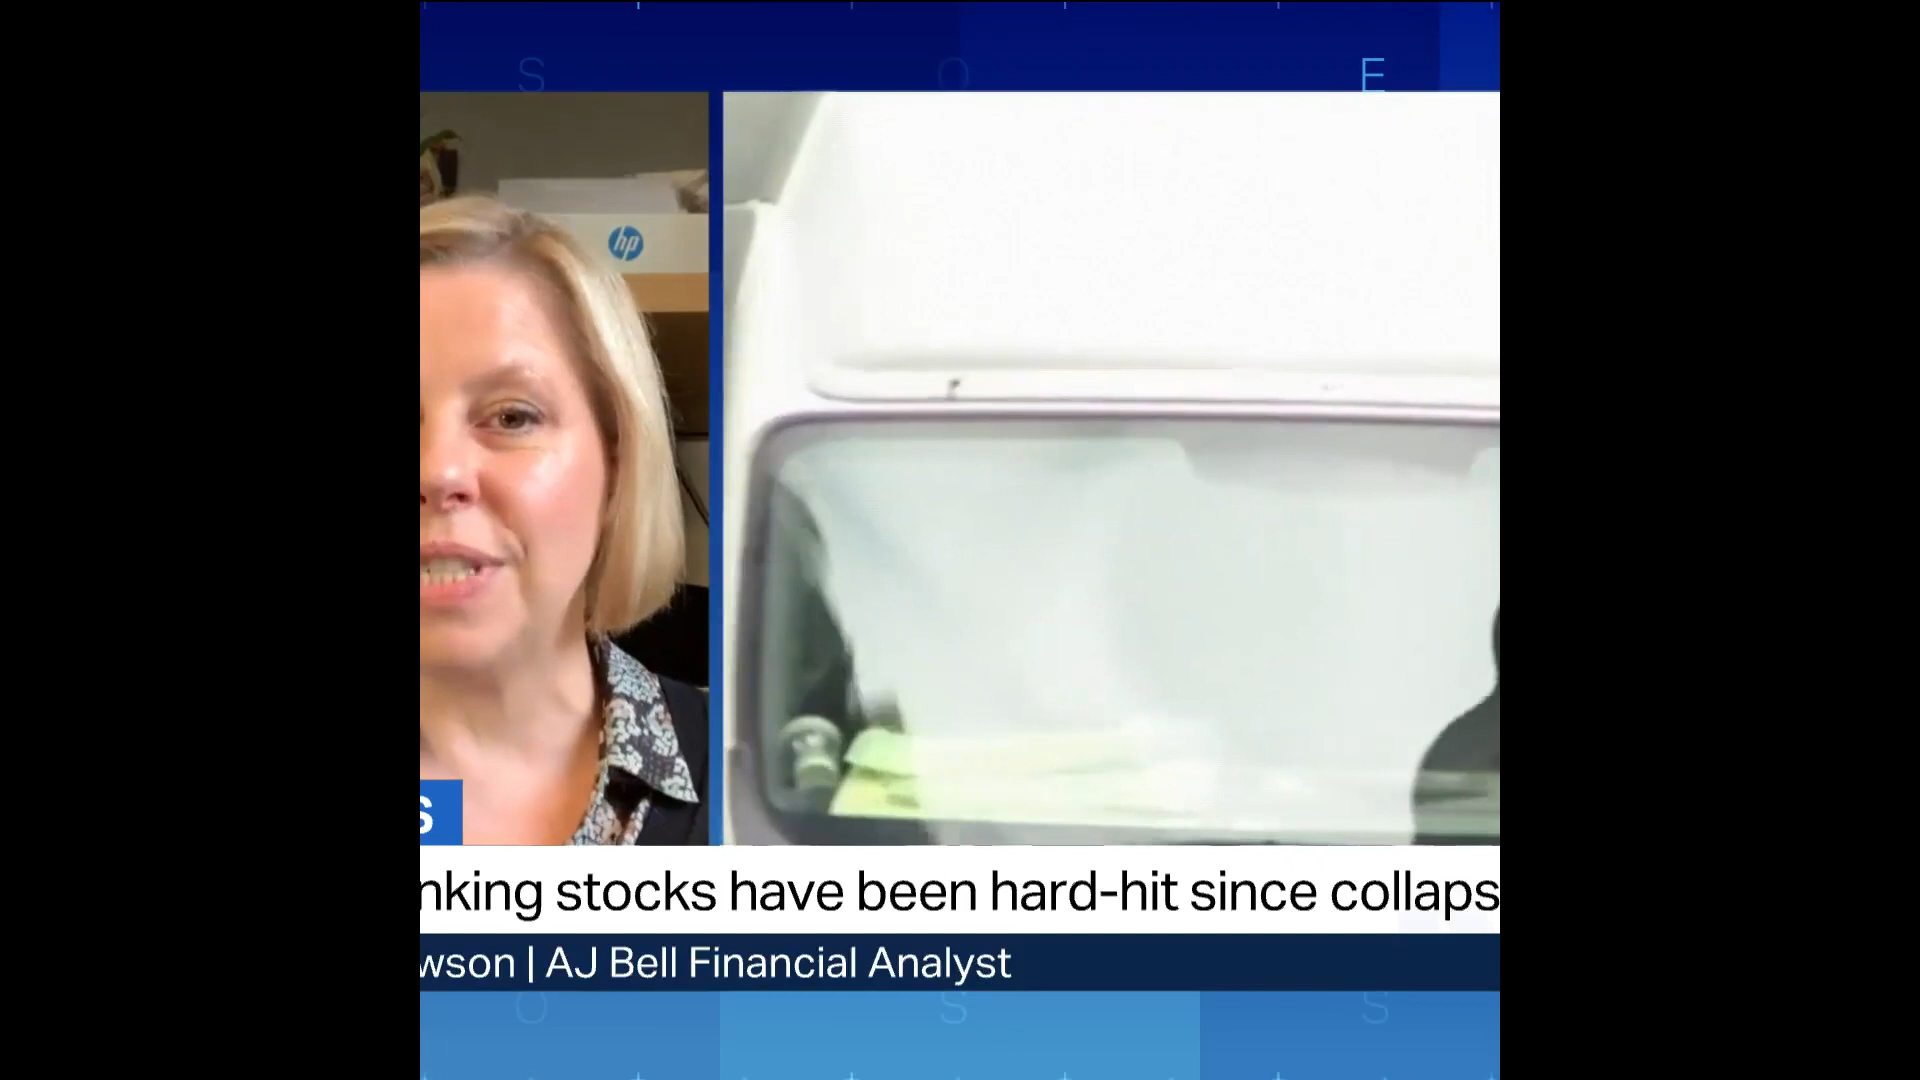 S O E
hp
S
nking stocks have been hard-hit since collaps
wson | AJ Bell Financial Analyst
O S S